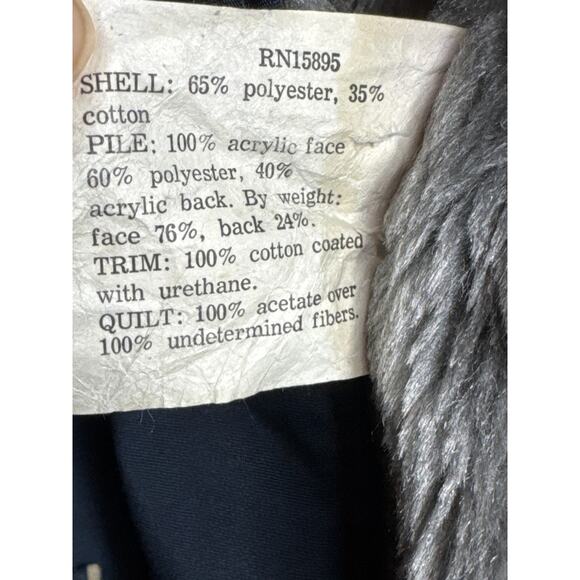 RN15895
SHELL: 65% polyester, 35%
cotton
PILE: 100% acrylic face
60% polyester, 40%
acrylic back. By weight:
face 76%, back 24%.
TRIM: 100% cotton coated
with urethane.
QUILT: 100% acetate over
100% undetermined fibers.